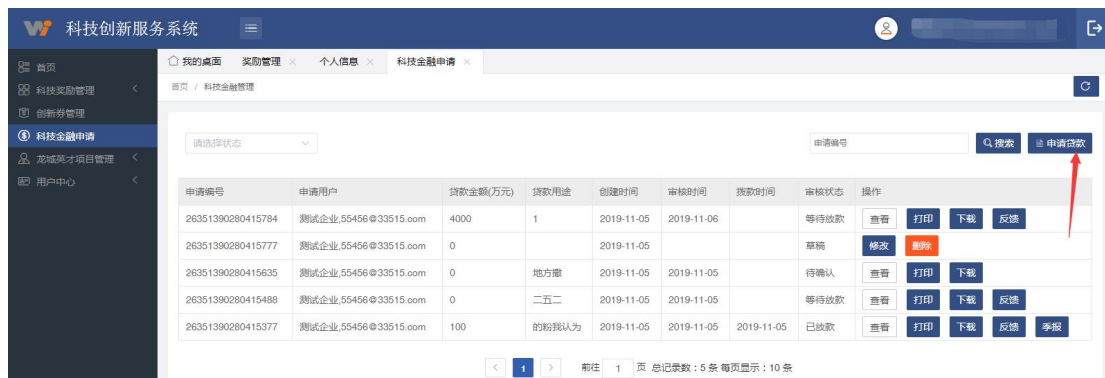 科技创新服务系统
首页
科技奖励管理
创新券管理
科技金融申请
龙城英才项目管理
用户中心
我的桌面 奖励管理 × 个人信息 × 科技金融申请 ×
首页 / 科技金融管理
请选择状态 申请编号 搜索 申请贷款
申请编号 申请用户 贷款金额(万元) 贷款用途 创建时间 审核时间 拨款时间 审核状态 操作
26351390280415784 测试企业,55456@33515.com 4000 1 2019-11-05 2019-11-06 等待放款 查看 打印 下载 反馈
26351390280415777 测试企业,55456@33515.com 0 2019-11-05 草稿 修改 删除
26351390280415635 测试企业,55456@33515.com 0 地方撒 2019-11-05 2019-11-05 待确认 查看 打印 下载
26351390280415488 测试企业,55456@33515.com 0 二五二 2019-11-05 2019-11-05 等待放款 查看 打印 下载 反馈
26351390280415377 测试企业,55456@33515.com 100 的粉我认为 2019-11-05 2019-11-05 2019-11-05 已放款 查看 打印 下载 反馈 季报
< 1 > 前往 1 页 总记录数：5 条 每页显示：10 条